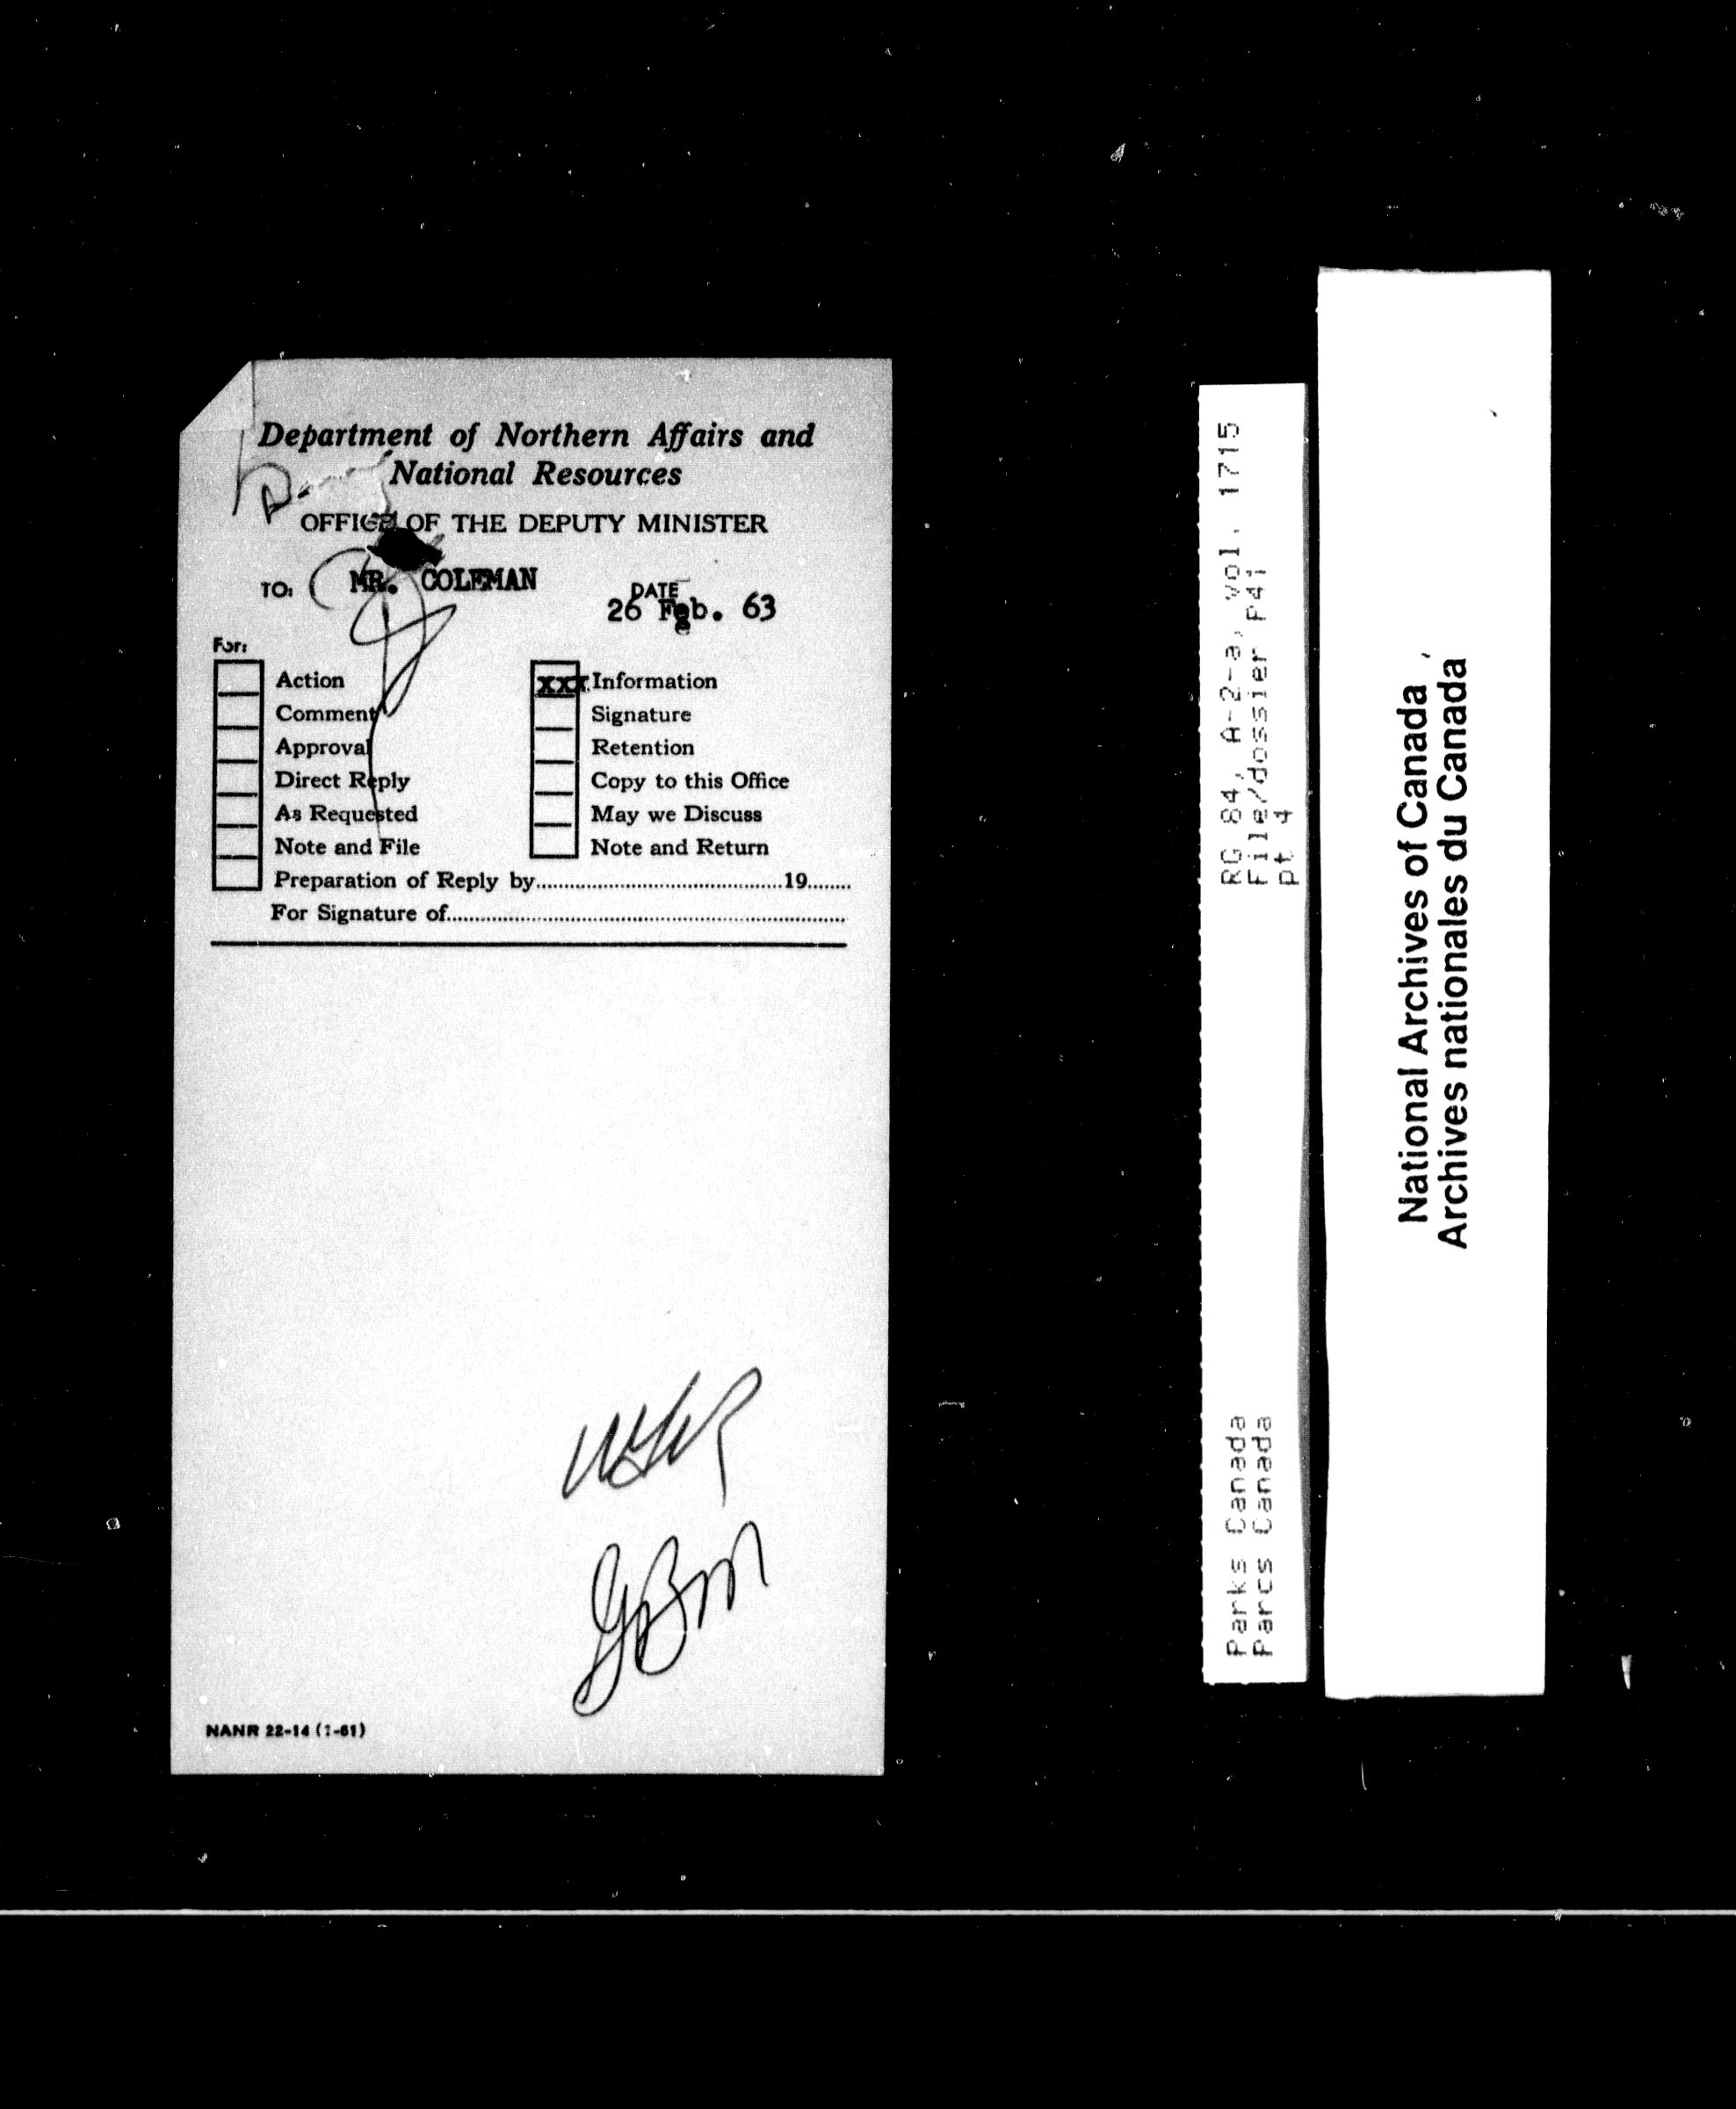 Department of Northern Affairs and
National Resources
OFFICE OF THE DEPUTY MINISTER
TO: MR. COLEMAN
DATE
26 Feb. 63
For:
Action
Comment
Approval
Direct Reply
As Requested
Note and File
xxx Information
Signature
Retention
Copy to this Office
May we Discuss
Note and Return
Preparation of Reply by..........19.....
For Signature of..........
NANR 22-14 (1-61)
RG 84, A-2-a, vol. 1715
File/dossier P41
pt 4
Parks Canada
Parcs Canada
National Archives of Canada
Archives nationales du Canada